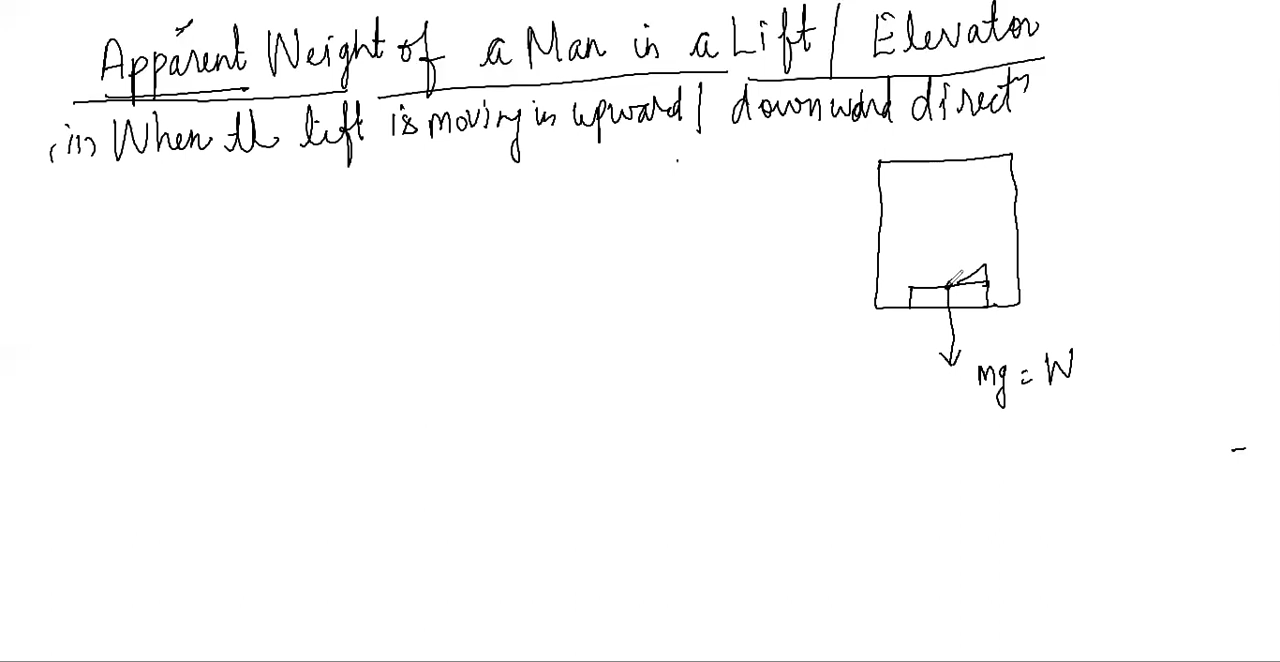 Apparent Weight of a Man in a Lift / Elevator
(ii) When the lift is moving in upward / downward directn
mg = W